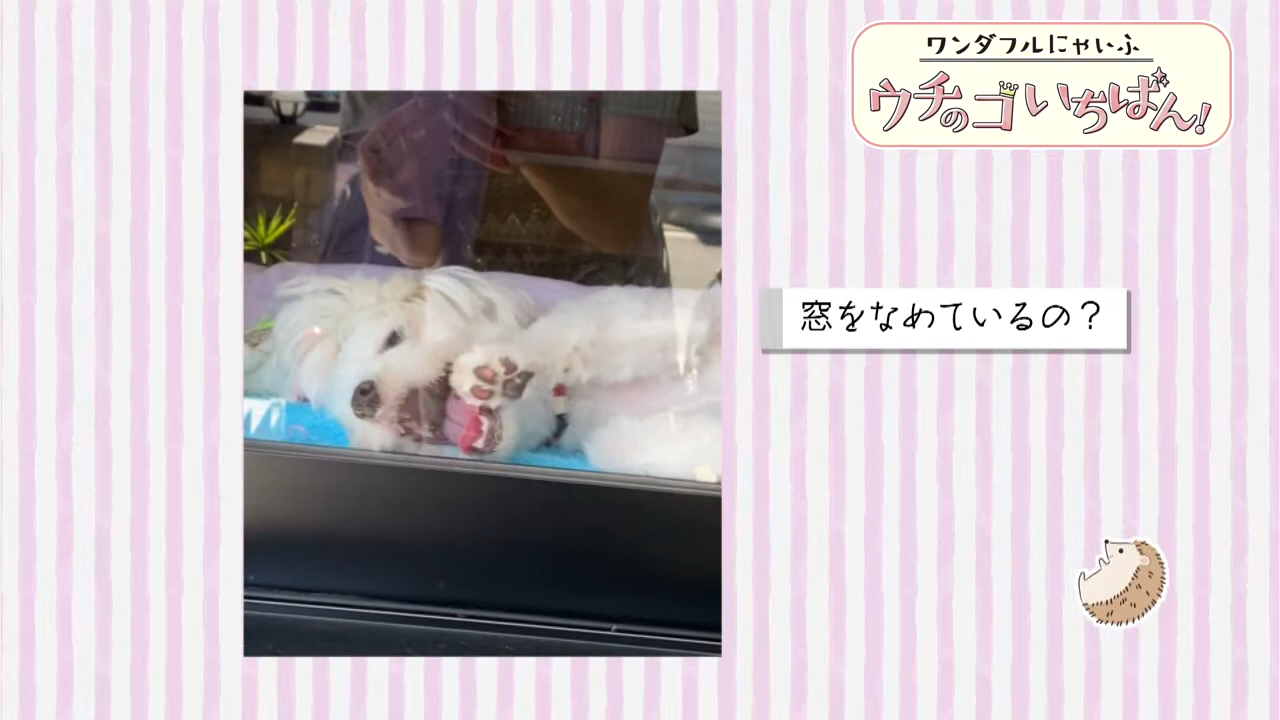 ワンダフルにゃいふ
ウチのゴいちばん!
窓をなめているの？